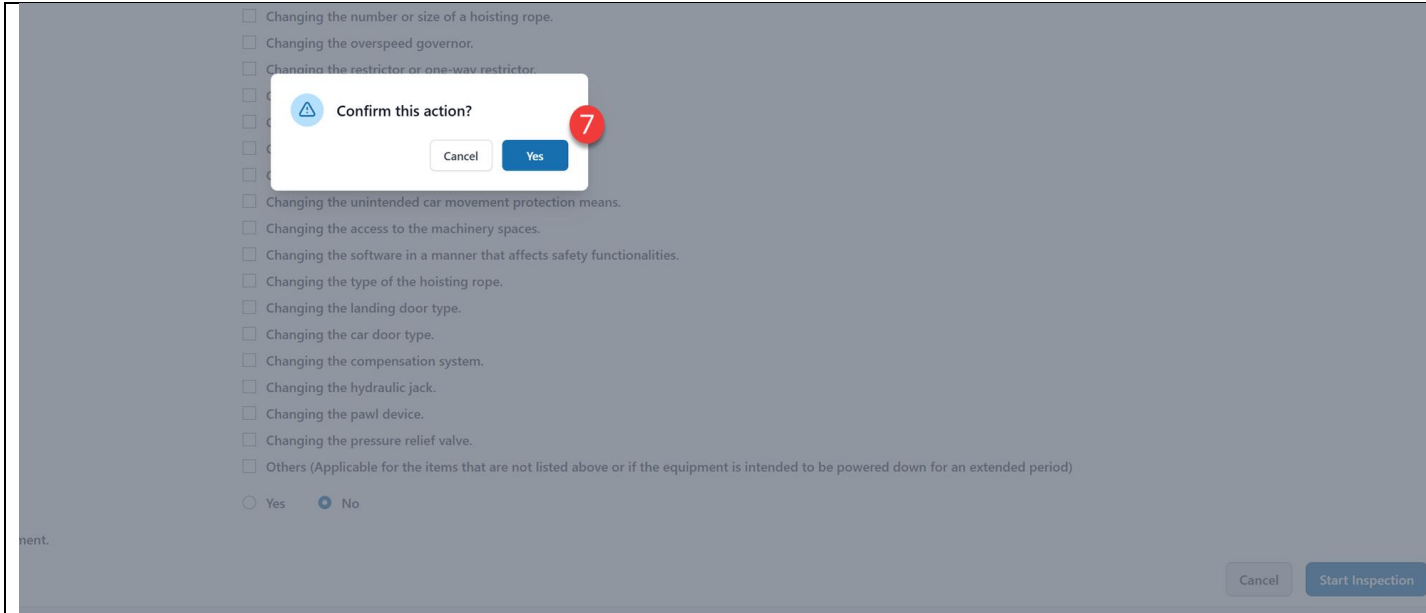 Changing the number or size of a hoisting rope.
Changing the overspeed governor.
Changing the restrictor or one-way restrictor.
Confirm this action?
7
Cancel Yes
Changing the unintended car movement protection means.
Changing the access to the machinery spaces.
Changing the software in a manner that affects safety functionalities.
Changing the type of the hoisting rope.
Changing the landing door type.
Changing the car door type.
Changing the compensation system.
Changing the hydraulic jack.
Changing the pawl device.
Changing the pressure relief valve.
Others (Applicable for the items that are not listed above or if the equipment is intended to be powered down for an extended period)
Yes No
ment.
Cancel Start Inspection